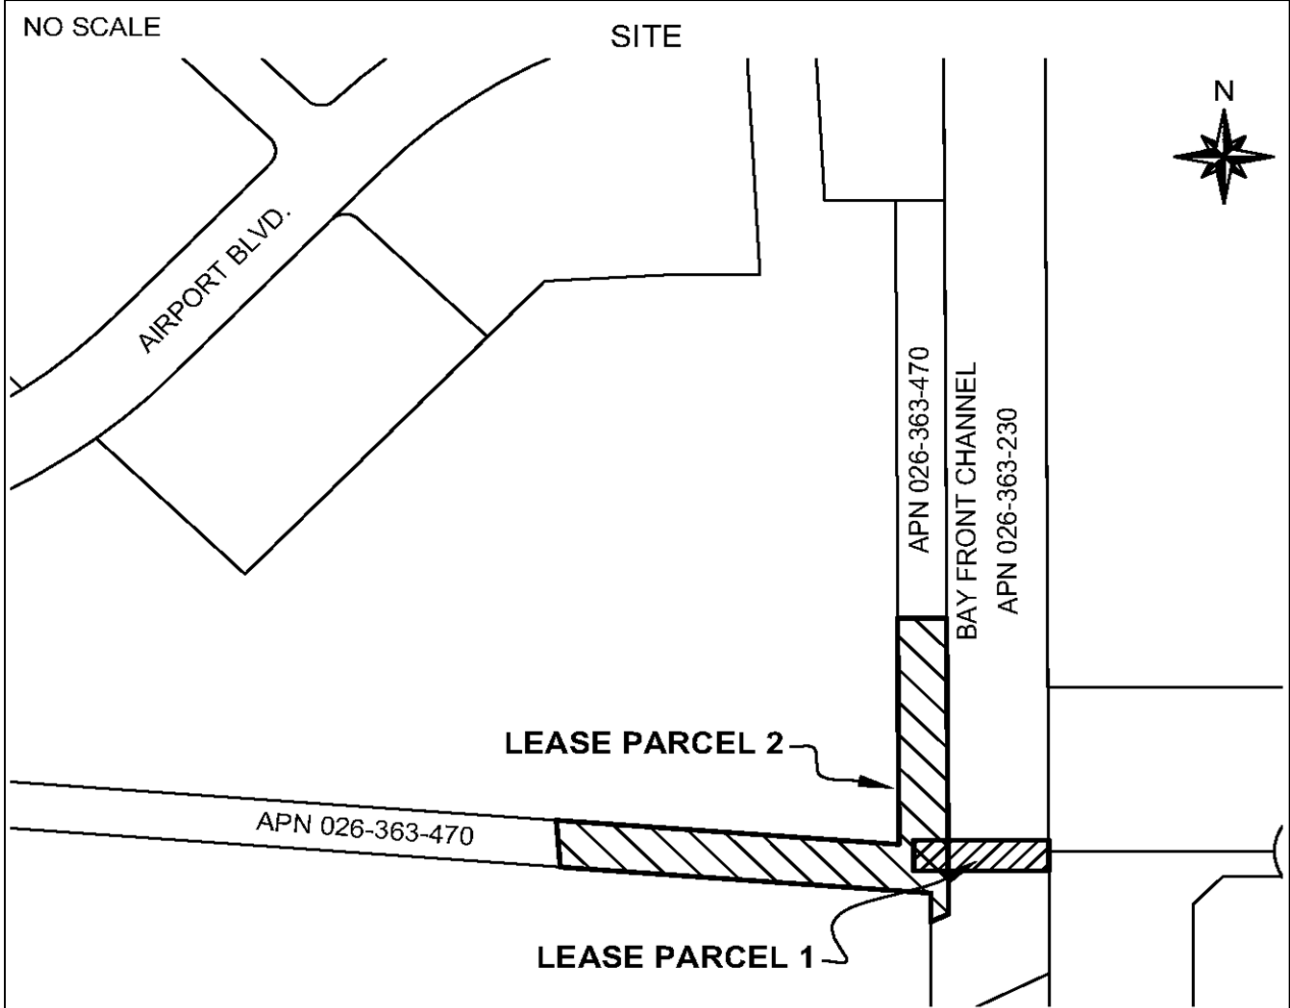 NO SCALE
SITE
N
AIRPORT BLVD.
APN 026-363-470
BAY FRONT CHANNEL
APN 026-363-230
LEASE PARCEL 2
APN 026-363-470
LEASE PARCEL 1